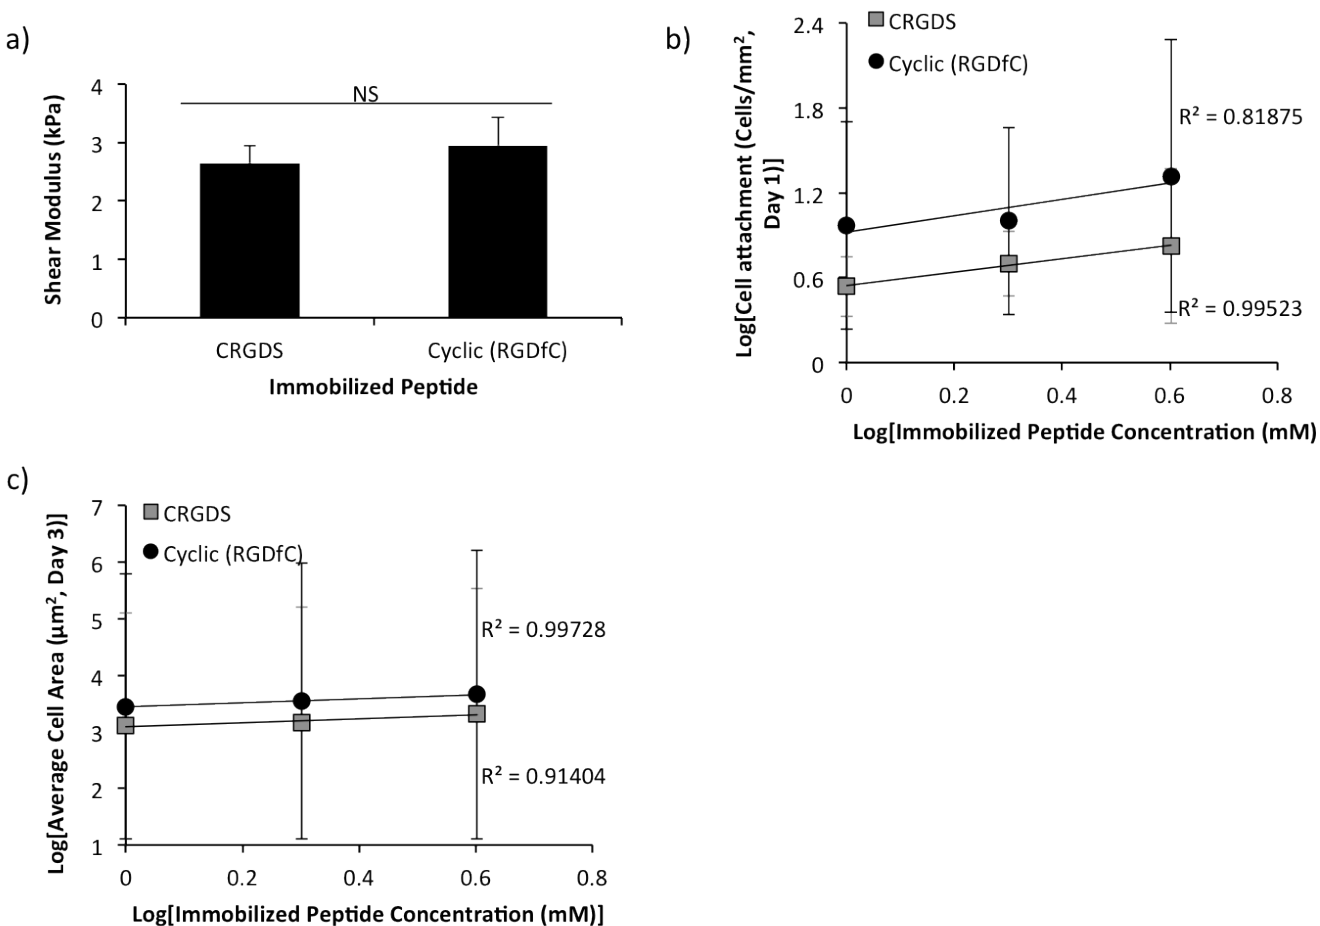 a)
4
3
2
1
0
Shear Modulus (kPa)
NS
CRGDS
Cyclic (RGDfC)
Immobilized Peptide
b)
CRGDS
Cyclic (RGDfC)
2.4
1.8
1.2
0.6
0
Log[Cell attachment (Cells/mm²,
Day 1)]
R² = 0.81875
R² = 0.99523
0
0.2
0.4
0.6
0.8
Log[Immobilized Peptide Concentration (mM)
c)
CRGDS
Cyclic (RGDfC)
7
6
5
4
3
2
1
Log[Average Cell Area (μm², Day 3)]
R² = 0.99728
R² = 0.91404
0
0.2
0.4
0.6
0.8
Log[Immobilized Peptide Concentration (mM)]